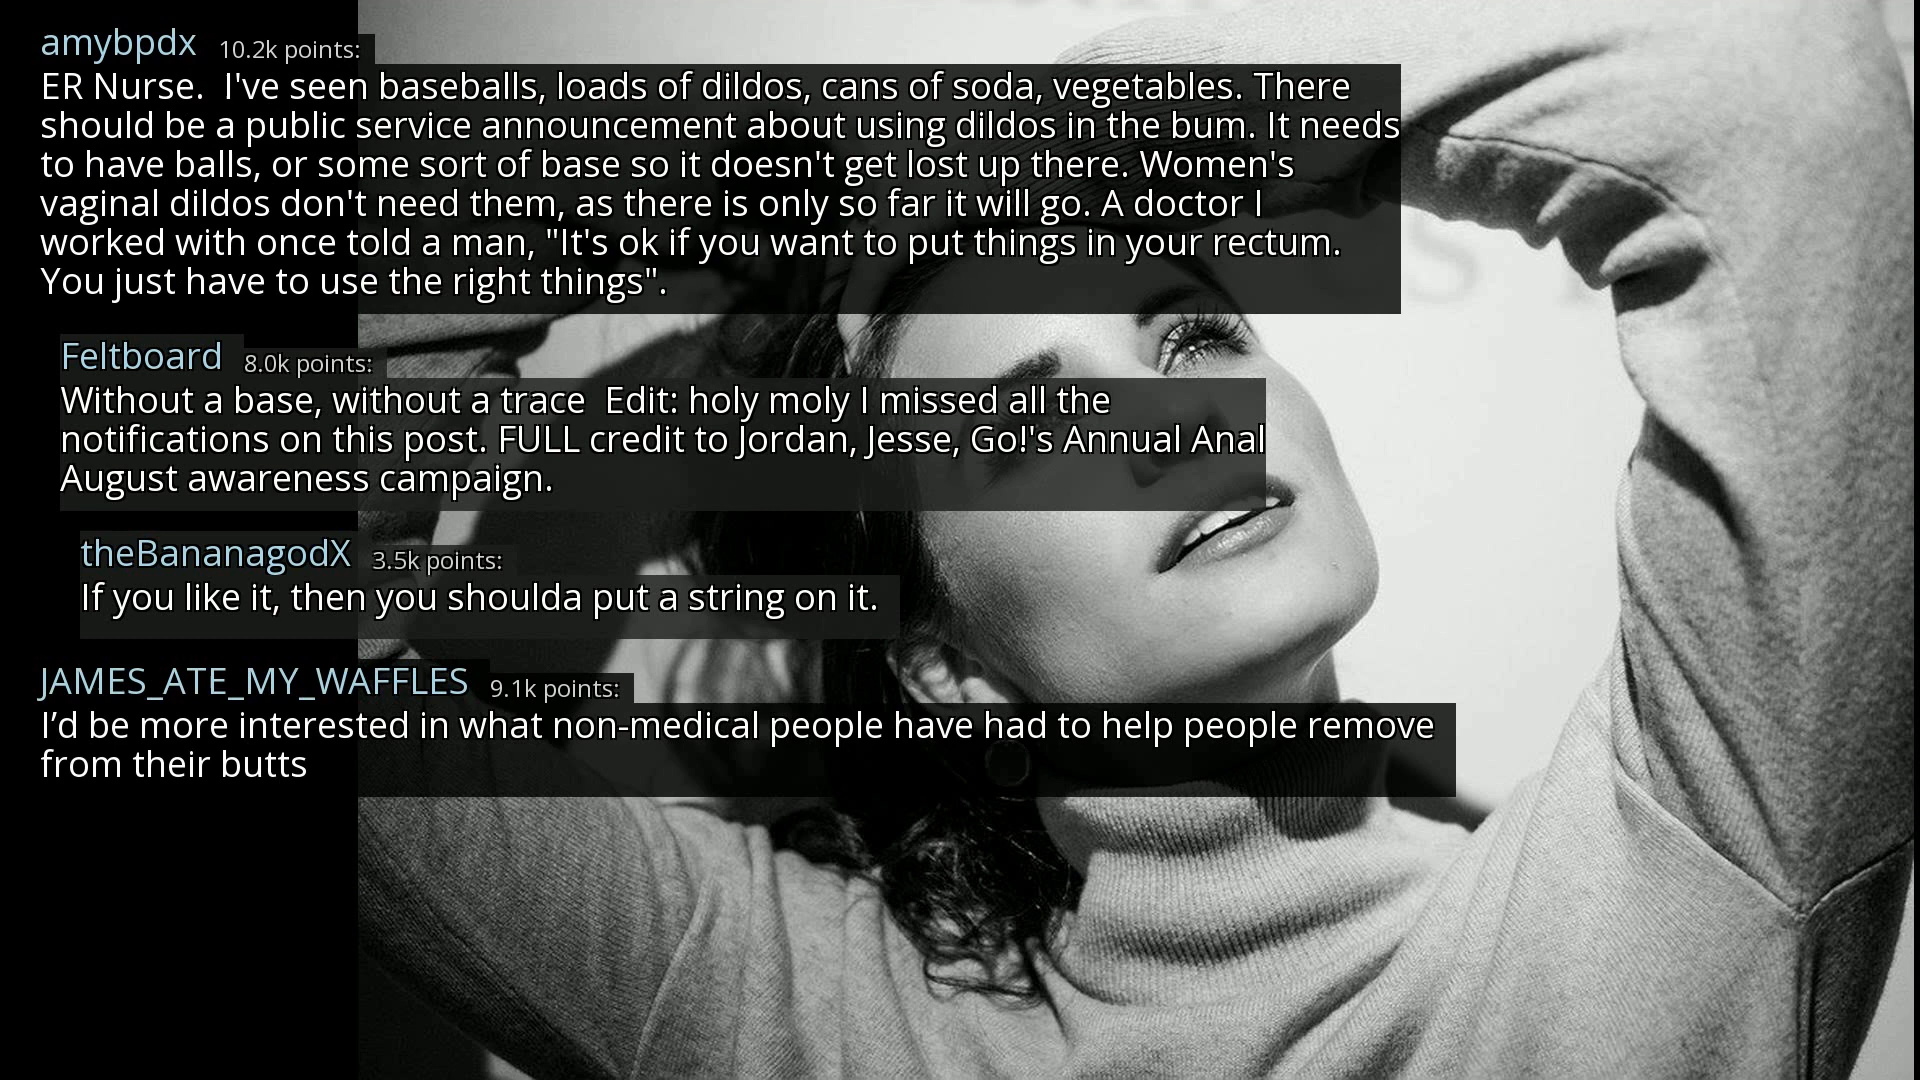 amybpdx 10.2k points:
ER Nurse.  I've seen baseballs, loads of dildos, cans of soda, vegetables. There
should be a public service announcement about using dildos in the bum. It needs
to have balls, or some sort of base so it doesn't get lost up there. Women's
vaginal dildos don't need them, as there is only so far it will go. A doctor I
worked with once told a man, "It's ok if you want to put things in your rectum.
You just have to use the right things".
Feltboard 8.0k points:
Without a base, without a trace  Edit: holy moly I missed all the
notifications on this post. FULL credit to Jordan, Jesse, Go!'s Annual Anal
August awareness campaign.
theBananagodX 3.5k points:
If you like it, then you shoulda put a string on it.
JAMES_ATE_MY_WAFFLES 9.1k points:
I’d be more interested in what non-medical people have had to help people remove
from their butts